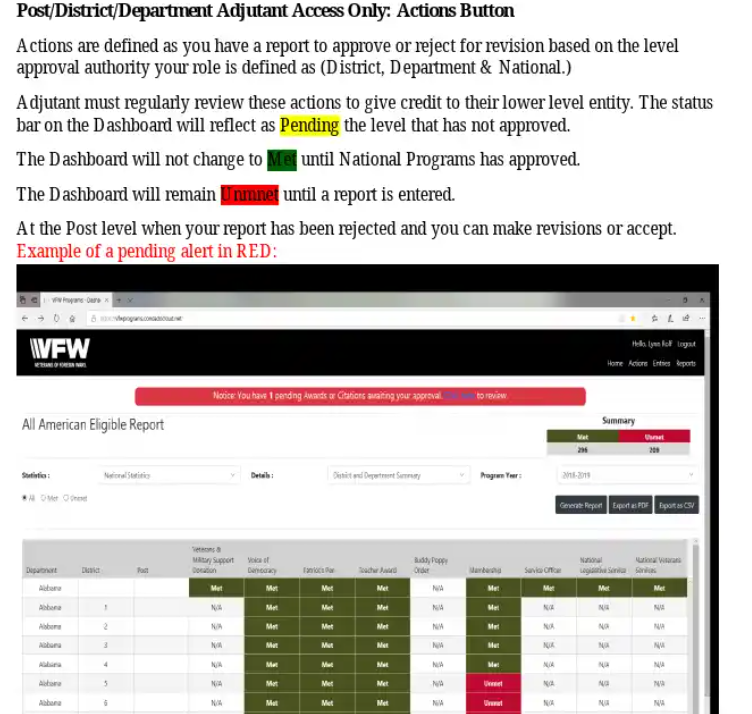 Post/District/Department Adjutant Access Only: Actions Button
Actions are defined as you have a report to approve or reject for revision based on the level
approval authority your role is defined as (District, Department & National.)
Adjutant must regularly review these actions to give credit to their lower level entity. The status
bar on the Dashboard will reflect as Pending the level that has not approved.
The Dashboard will not change to Met until National Programs has approved.
The Dashboard will remain Unmnet until a report is entered.
At the Post level when your report has been rejected and you can make revisions or accept.
Example of a pending alert in RED:
VFW Programs - Dashb
VFW
VETERANS OF FOREIGN WARS.
Hello, Lynn Rolf Logout
Home Actions Entries Reports
Notice: You have 1 pending Awards or Citations awaiting your approval. to review.
All American Eligible Report
Summary
Met Unmet
296 709
Statistics : National Statistics Details : District and Department Summary Program Year : 2018-2019
All Met Unmet
Generate Report Export as PDF Export as CSV
Department District Post Veterans & Military Support Donation Voice of Democracy Patriot's Pen Teacher Award Buddy Poppy Order Membership Service Officer National Legislative Service National Veterans Services
Alabama Met Met Met Met N/A Met Met Met Met
Alabama 1 N/A Met Met Met N/A Met N/A N/A N/A
Alabama 2 N/A Met Met Met N/A Met N/A N/A N/A
Alabama 3 N/A Met Met Met N/A Met N/A N/A N/A
Alabama 4 N/A Met Met Met N/A Met N/A N/A N/A
Alabama 5 N/A Met Met Met N/A Unmet N/A N/A N/A
Alabama 6 N/A Met Met Met N/A Unmet N/A N/A N/A